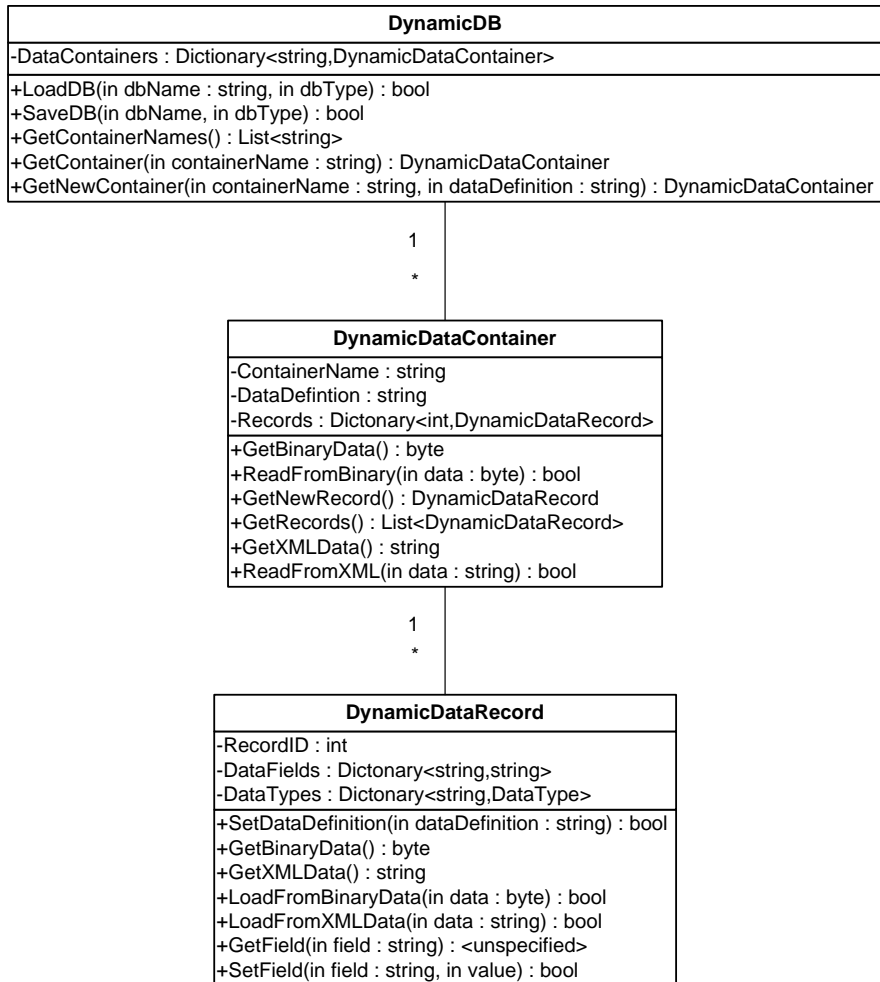 DynamicDB
-DataContainers : Dictionary<string,DynamicDataContainer>
+LoadDB(in dbName : string, in dbType) : bool
+SaveDB(in dbName, in dbType) : bool
+GetContainerNames() : List<string>
+GetContainer(in containerName : string) : DynamicDataContainer
+GetNewContainer(in containerName : string, in dataDefinition : string) : DynamicDataContainer
1
*
DynamicDataContainer
-ContainerName : string
-DataDefintion : string
-Records : Dictonary<int,DynamicDataRecord>
+GetBinaryData() : byte
+ReadFromBinary(in data : byte) : bool
+GetNewRecord() : DynamicDataRecord
+GetRecords() : List<DynamicDataRecord>
+GetXMLData() : string
+ReadFromXML(in data : string) : bool
1
*
DynamicDataRecord
-RecordID : int
-DataFields : Dictonary<string,string>
-DataTypes : Dictonary<string,DataType>
+SetDataDefinition(in dataDefinition : string) : bool
+GetBinaryData() : byte
+GetXMLData() : string
+LoadFromBinaryData(in data : byte) : bool
+LoadFromXMLData(in data : string) : bool
+GetField(in field : string) : <unspecified>
+SetField(in field : string, in value) : bool